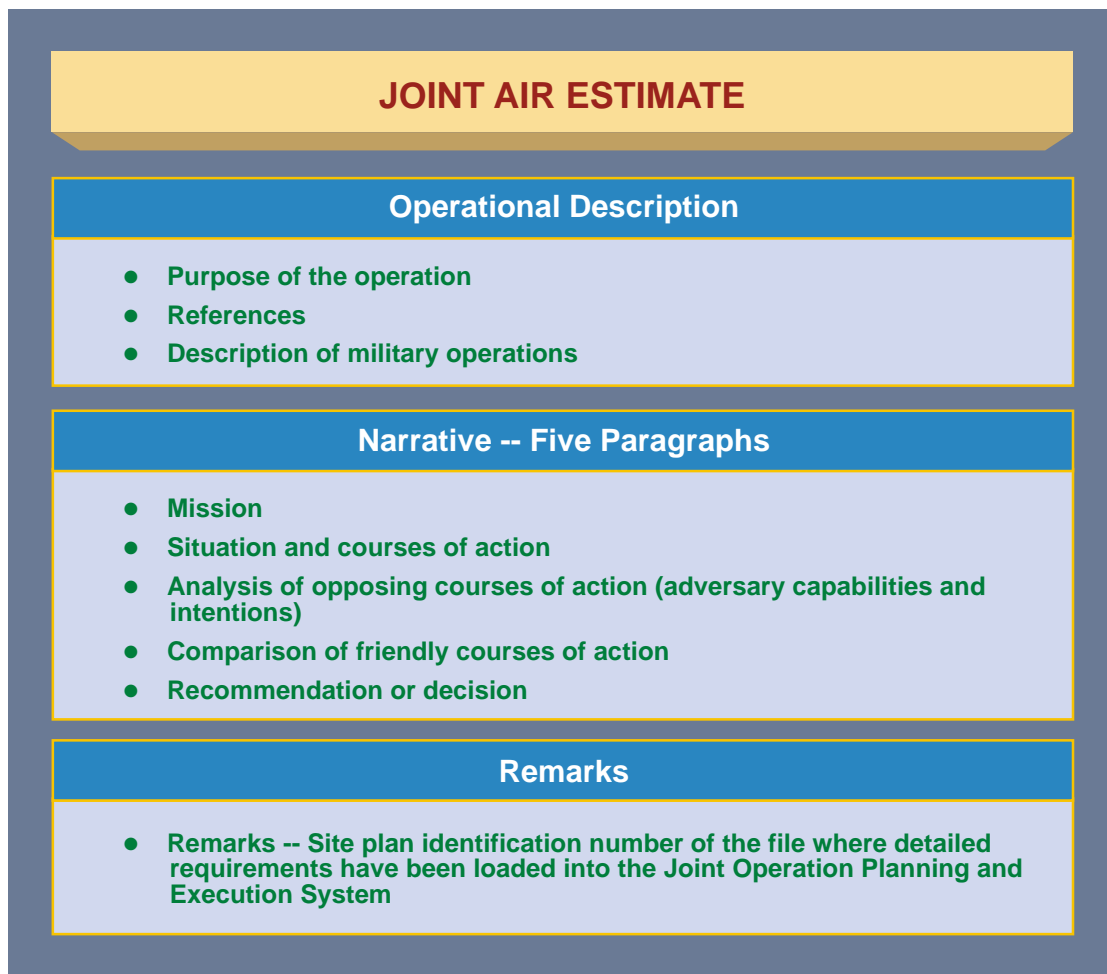 JOINT AIR ESTIMATE
Operational Description
● Purpose of the operation
● References
● Description of military operations
Narrative -- Five Paragraphs
● Mission
● Situation and courses of action
● Analysis of opposing courses of action (adversary capabilities and
intentions)
● Comparison of friendly courses of action
● Recommendation or decision
Remarks
● Remarks -- Site plan identification number of the file where detailed
requirements have been loaded into the Joint Operation Planning and
Execution System